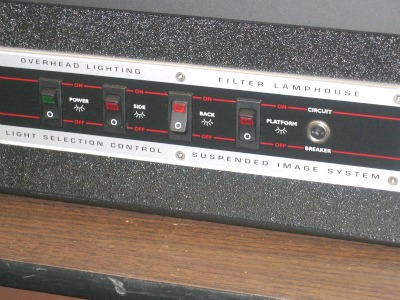 OVERHEAD LIGHTING
FILTER LAMPHOUSE
ON ON ON ON CIRCUIT
POWER SIDE BACK PLATFORM
OFF OFF OFF OFF BREAKER
LIGHT SELECTION CONTROL
SUSPENDED IMAGE SYSTEM